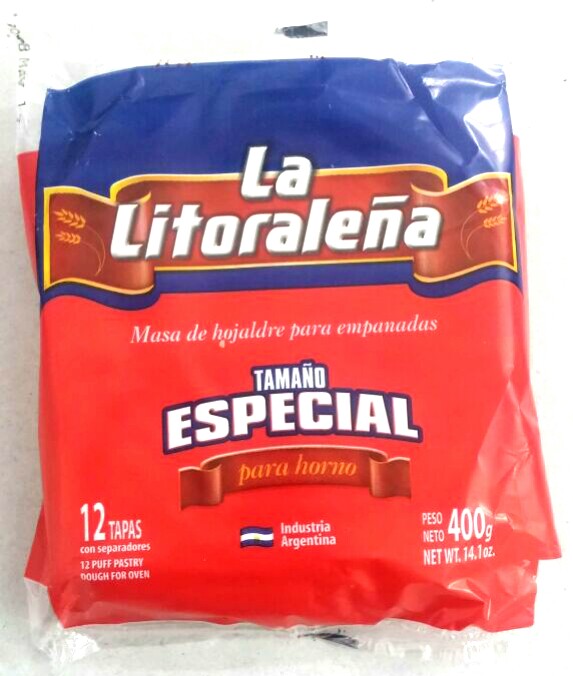 La
Litoraleña
Masa de hojaldre para empanadas
TAMAÑO
ESPECIAL
para horno
12 TAPAS
con separadores
12 PUFF PASTRY
DOUGH FOR OVEN
Industria
Argentina
PESO
NETO 400g
NET WT. 14.1oz.